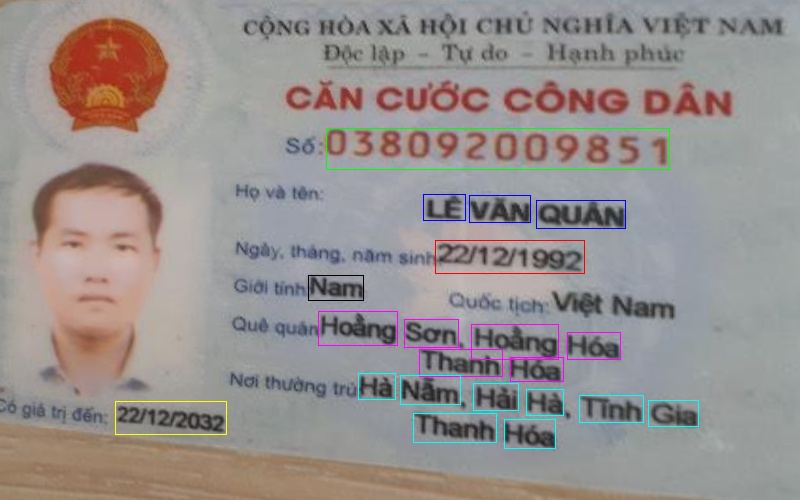 CỘNG HÒA XÃ HỘI CHỦ NGHĨA VIỆT NAM
Độc lập - Tự do - Hạnh phúc
CĂN CƯỚC CÔNG DÂN
Số: 038092009851
Họ và tên:
LÊ VĂN QUÂN
Ngày, tháng, năm sinh: 22/12/1992
Giới tính: Nam Quốc tịch: Việt Nam
Quê quán: Hoằng Sơn, Hoằng Hóa
Thanh Hóa
Nơi thường trú: Hà Nẫm, Hải Hà, Tĩnh Gia
Thanh Hóa
Có giá trị đến: 22/12/2032